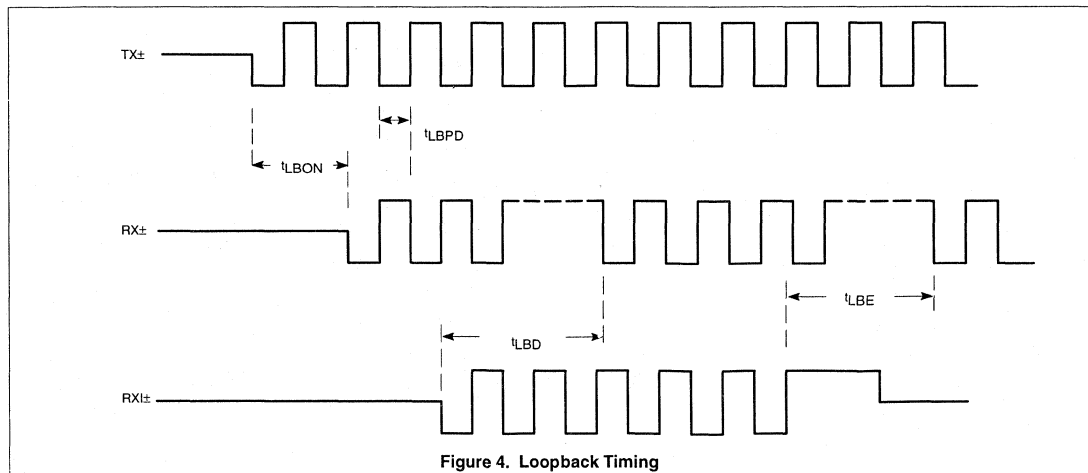 TX±
tLBPD
tLBON
RX±
tLBE
tLBD
RXI±
Figure 4. Loopback Timing